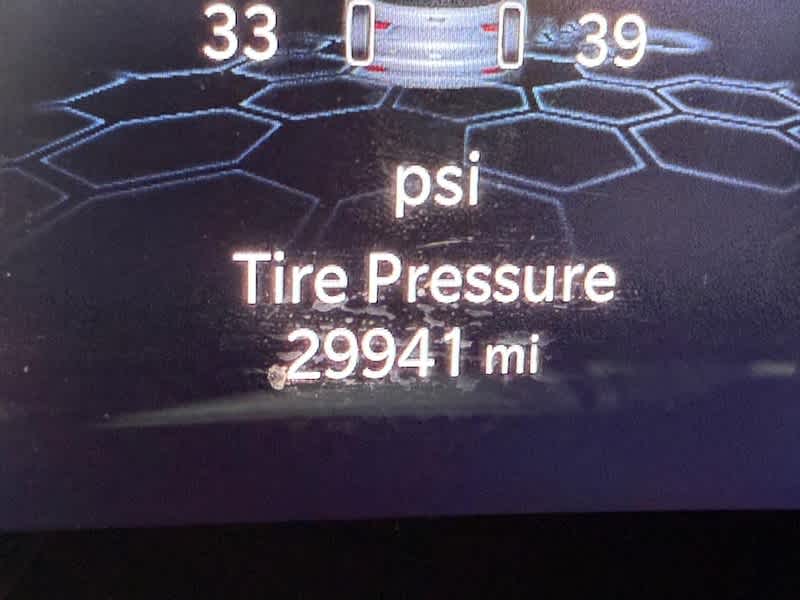 33 39
psi
Tire Pressure
29941 mi